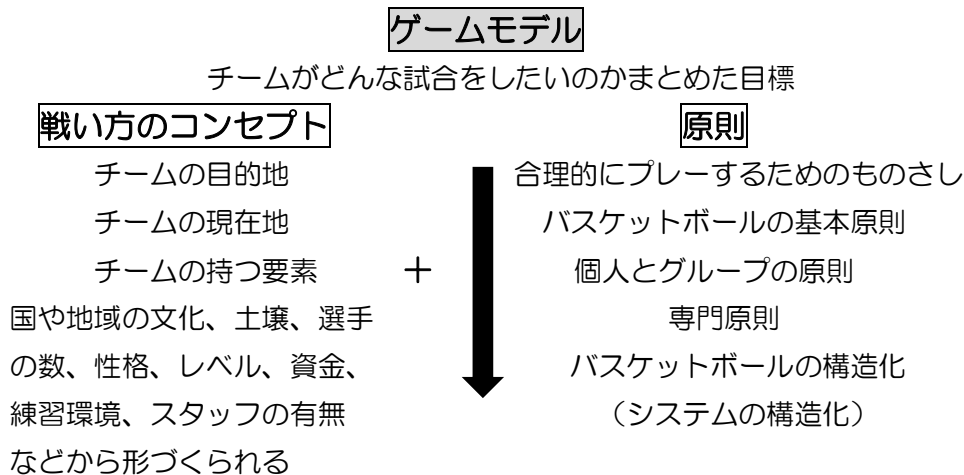 ゲームモデル
チームがどんな試合をしたいのかまとめた目標
戦い方のコンセプト
チームの目的地
チームの現在地
チームの持つ要素
国や地域の文化、土壌、選手
の数、性格、レベル、資金、
練習環境、スタッフの有無
などから形づくられる
＋
原則
合理的にプレーするためのものさし
バスケットボールの基本原則
個人とグループの原則
専門原則
バスケットボールの構造化
（システムの構造化）